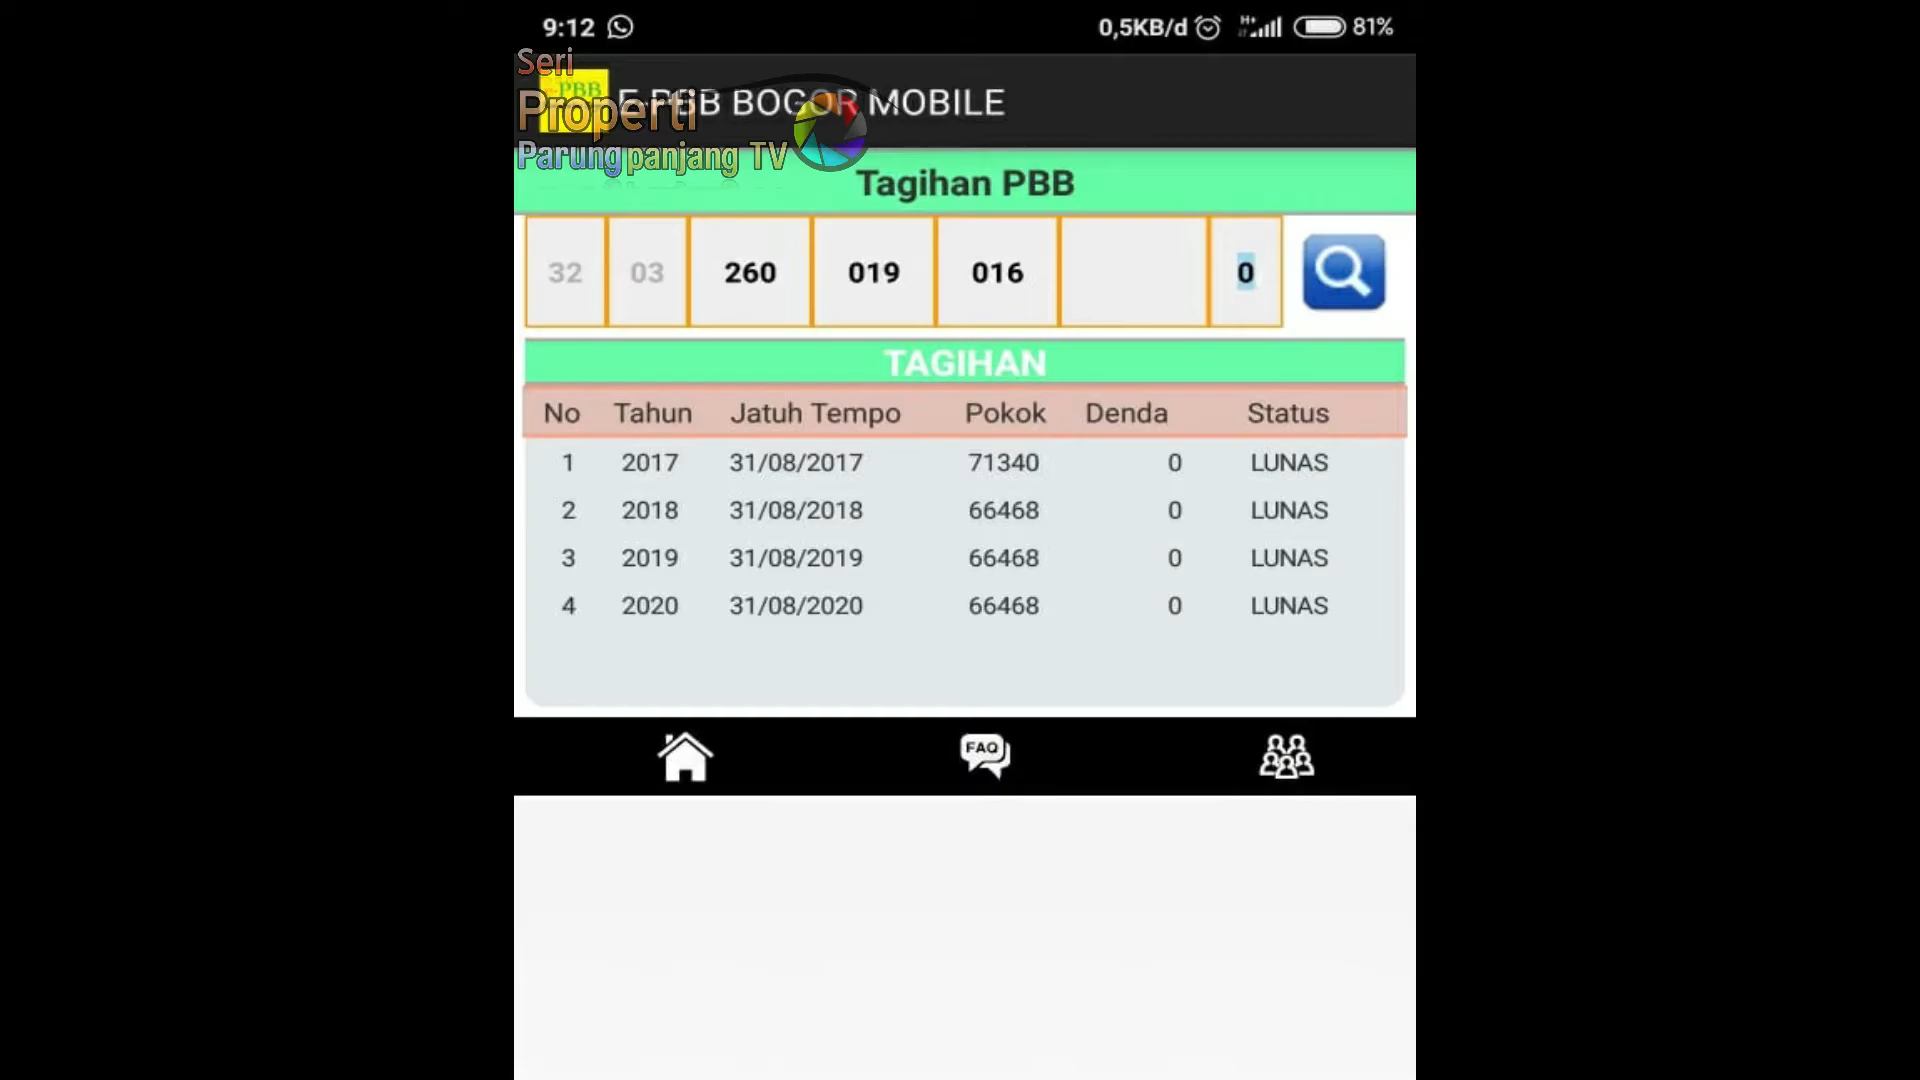 9:12 0,5KB/d H+ 81%
Seri
PBB E-PBB BOGOR MOBILE
Properti
Parungpanjang TV
Tagihan PBB
32 03 260 019 016 0
TAGIHAN
No Tahun Jatuh Tempo Pokok Denda Status
1 2017 31/08/2017 71340 0 LUNAS
2 2018 31/08/2018 66468 0 LUNAS
3 2019 31/08/2019 66468 0 LUNAS
4 2020 31/08/2020 66468 0 LUNAS
FAQ